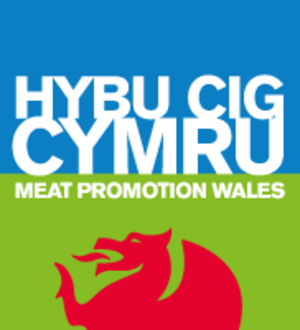 HYBU CIG
CYMRU
MEAT PROMOTION WALES